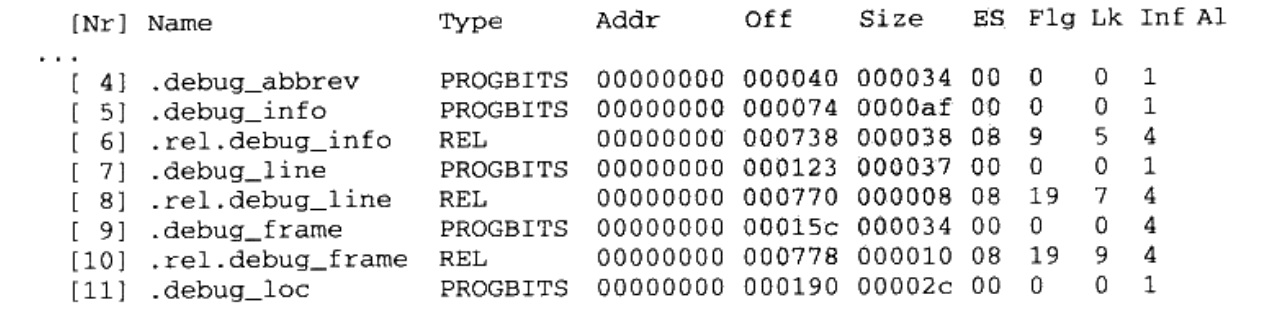 [Nr] Name Type Addr Off Size ES Flg Lk Inf Al
...
[ 4] .debug_abbrev PROGBITS 00000000 000040 000034 00 0 0 1
[ 5] .debug_info PROGBITS 00000000 000074 0000af 00 0 0 1
[ 6] .rel.debug_info REL 00000000 000738 000038 08 9 5 4
[ 7] .debug_line PROGBITS 00000000 000123 000037 00 0 0 1
[ 8] .rel.debug_line REL 00000000 000770 000008 08 19 7 4
[ 9] .debug_frame PROGBITS 00000000 00015c 000034 00 0 0 4
[10] .rel.debug_frame REL 00000000 000778 000010 08 19 9 4
[11] .debug_loc PROGBITS 00000000 000190 00002c 00 0 0 1